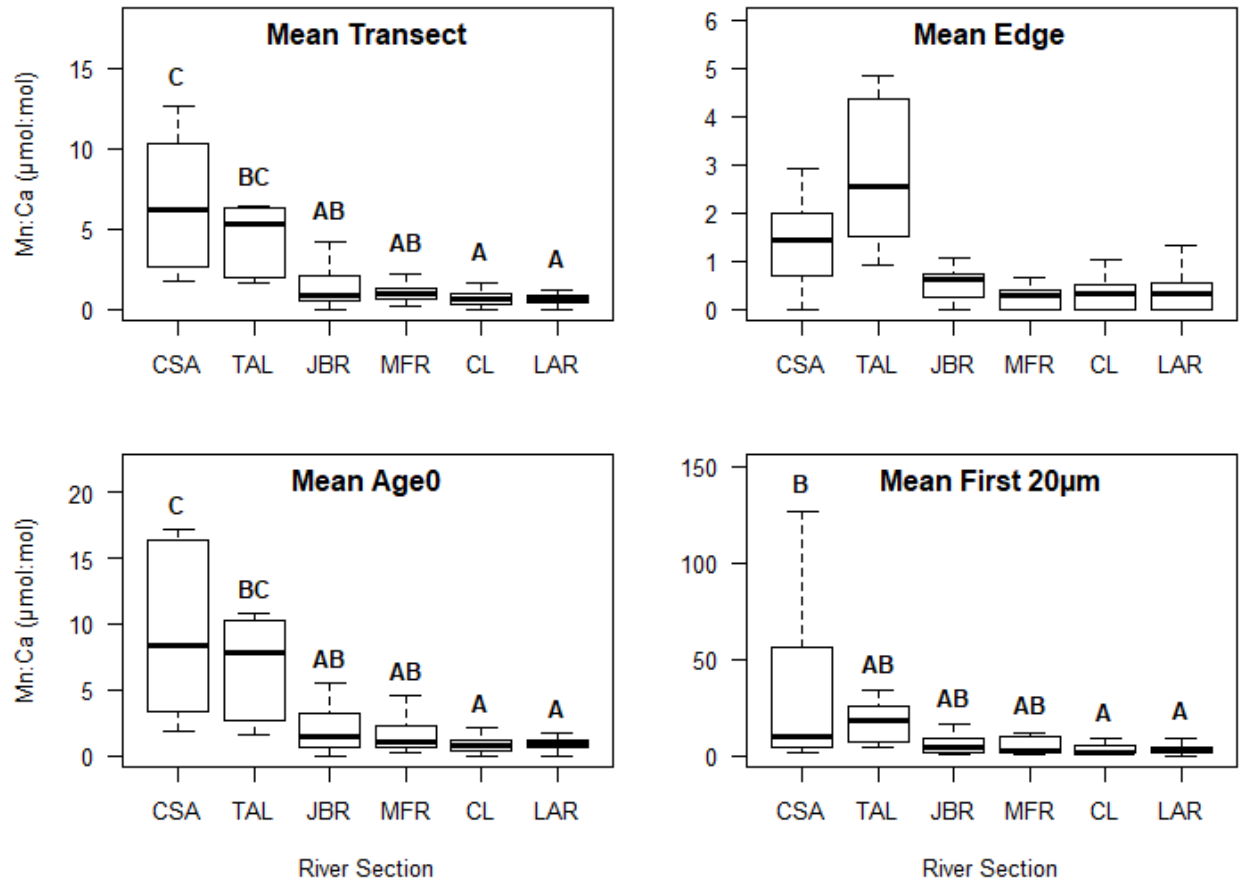 Mean Transect
Mn:Ca (µmol:mol)
15
10
5
0
C
BC
AB
AB
A
A
CSA TAL JBR MFR CL LAR
Mean Edge
6
5
4
3
2
1
0
CSA TAL JBR MFR CL LAR
Mean Age0
Mn:Ca (µmol:mol)
20
15
10
5
0
C
BC
AB
AB
A
A
CSA TAL JBR MFR CL LAR
River Section
Mean First 20µm
150
100
50
0
B
AB
AB
AB
A
A
CSA TAL JBR MFR CL LAR
River Section